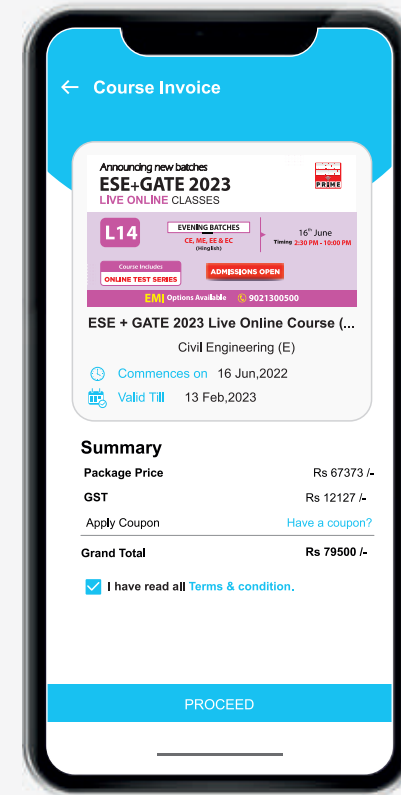 ← Course Invoice
Announcing new batches
ESE+GATE 2023
LIVE ONLINE CLASSES
PRIME
L14
EVENING BATCHES
CE, ME, EE & EC
(Hinglish)
16th June
Timing 2:30 PM - 10:00 PM
Course Includes
ONLINE TEST SERIES
ADMISSIONS OPEN
EMI Options Available 9021300500
ESE + GATE 2023 Live Online Course (...
Civil Engineering (E)
Commences on 16 Jun,2022
Valid Till 13 Feb,2023
Summary
Package Price Rs 67373 /-
GST Rs 12127 /-
Apply Coupon Have a coupon?
Grand Total Rs 79500 /-
I have read all Terms & condition.
PROCEED